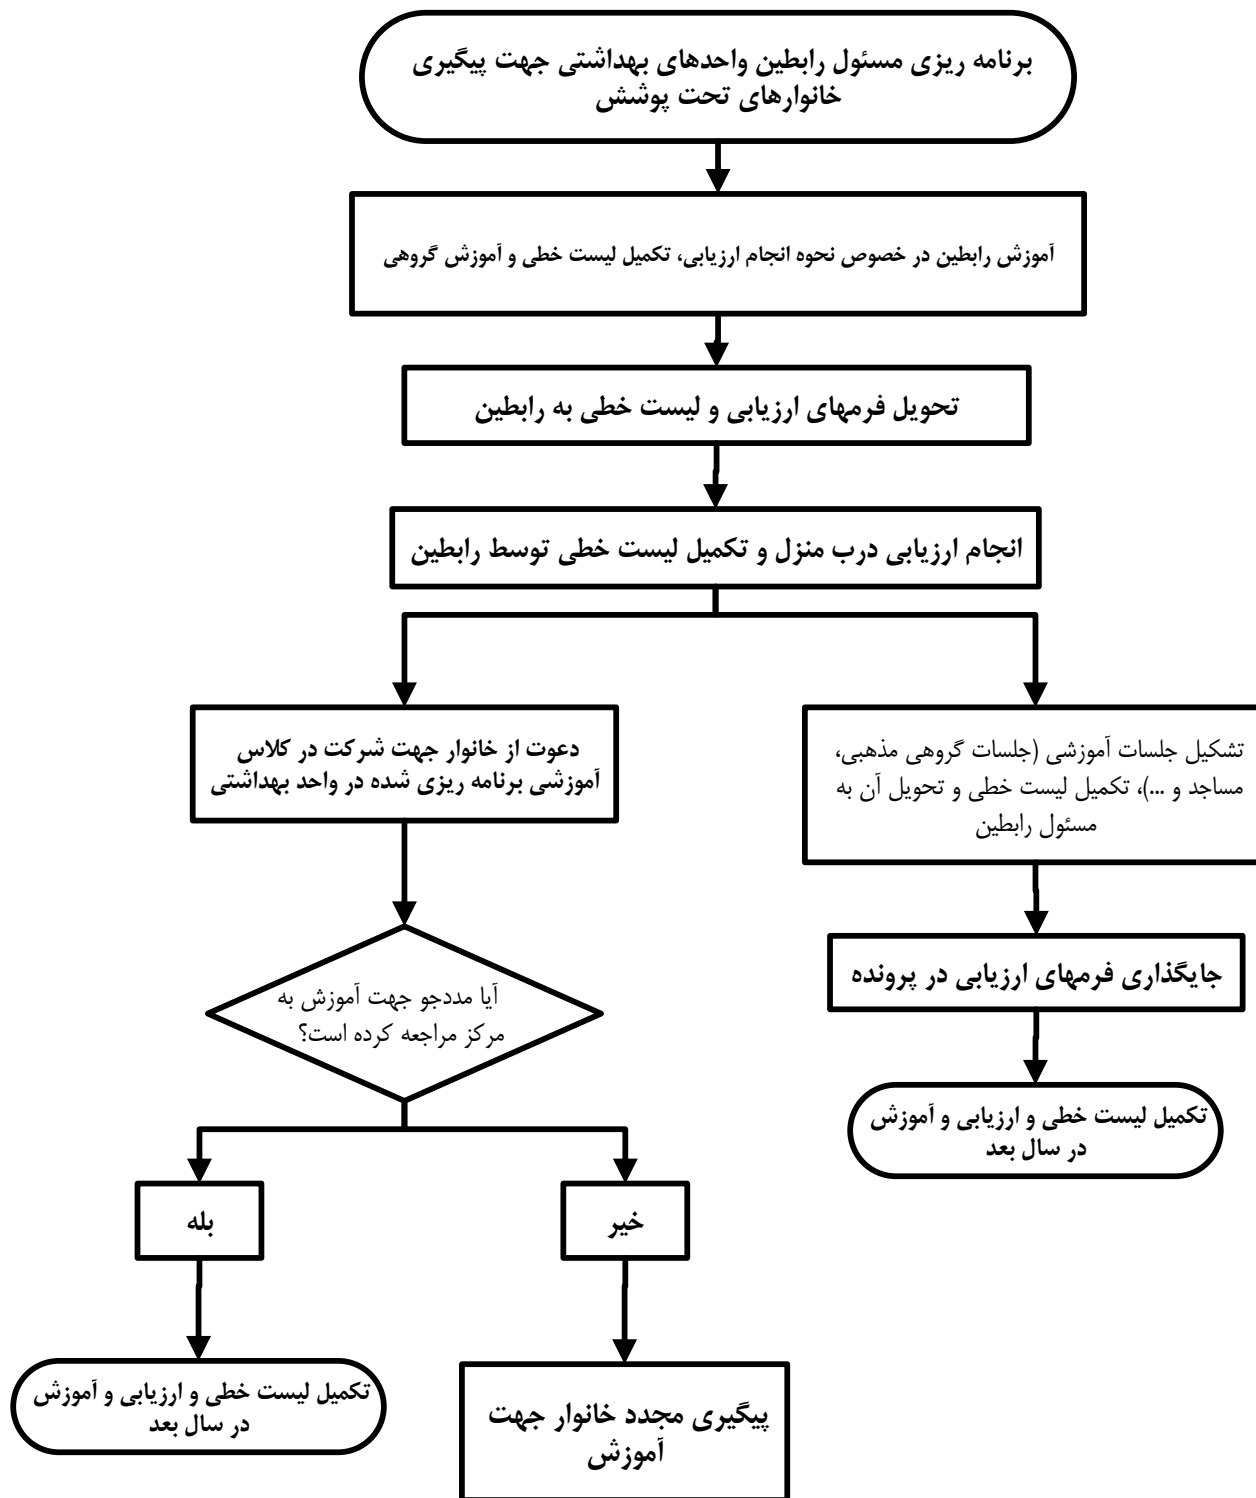 برنامه ریزی مسئول رابطین واحدهای بهداشتی جهت پیگیری
خانوارهای تحت پوشش
آموزش رابطین در خصوص نحوه انجام ارزیابی، تکمیل لیست خطی و آموزش گروهی
تحویل فرمهای ارزیابی و لیست خطی به رابطین
انجام ارزیابی درب منزل و تکمیل لیست خطی توسط رابطین
تشکیل جلسات آموزشی (جلسات گروهی مذهبی،
مساجد و ...)، تکمیل لیست خطی و تحویل آن به
مسئول رابطین
جایگذاری فرمهای ارزیابی در پرونده
تکمیل لیست خطی و ارزیابی و آموزش
در سال بعد
دعوت از خانوار جهت شرکت در کلاس
آموزشی برنامه ریزی شده در واحد بهداشتی
آیا مددجو جهت آموزش به
مرکز مراجعه کرده است؟
خیر
پیگیری مجدد خانوار جهت
آموزش
بله
تکمیل لیست خطی و ارزیابی و آموزش
در سال بعد